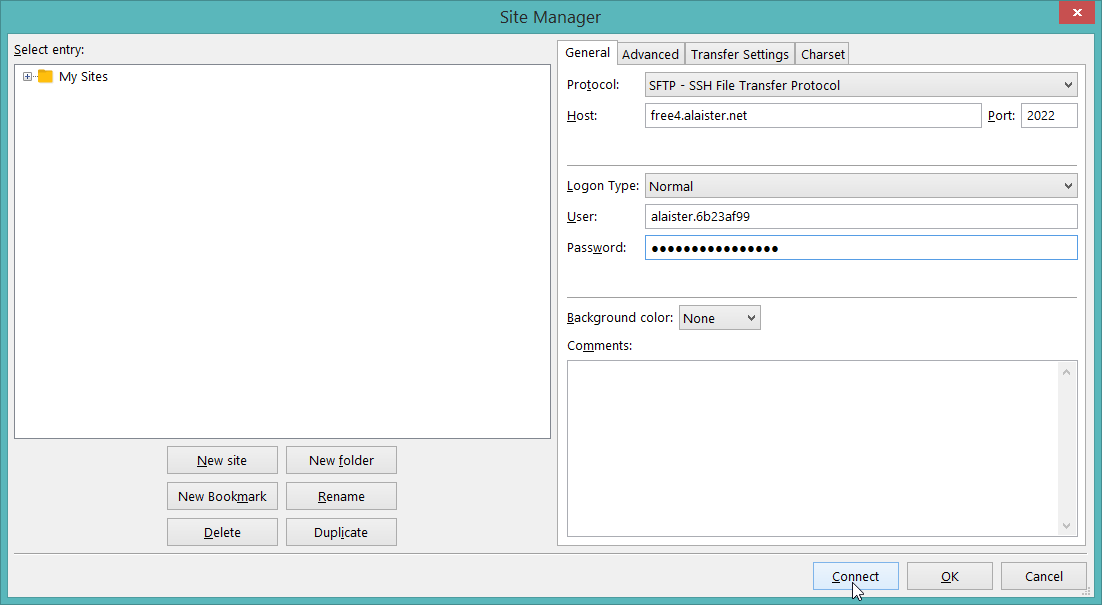 Site Manager
Select entry:
My Sites
New site
New folder
New Bookmark
Rename
Delete
Duplicate
General
Advanced
Transfer Settings
Charset
Protocol:
SFTP - SSH File Transfer Protocol
Host:
free4.alaister.net
Port:
2022
Logon Type:
Normal
User:
alaister.6b23af99
Password:
●●●●●●●●●●●●●●●●
Background color:
None
Comments:
Connect
OK
Cancel